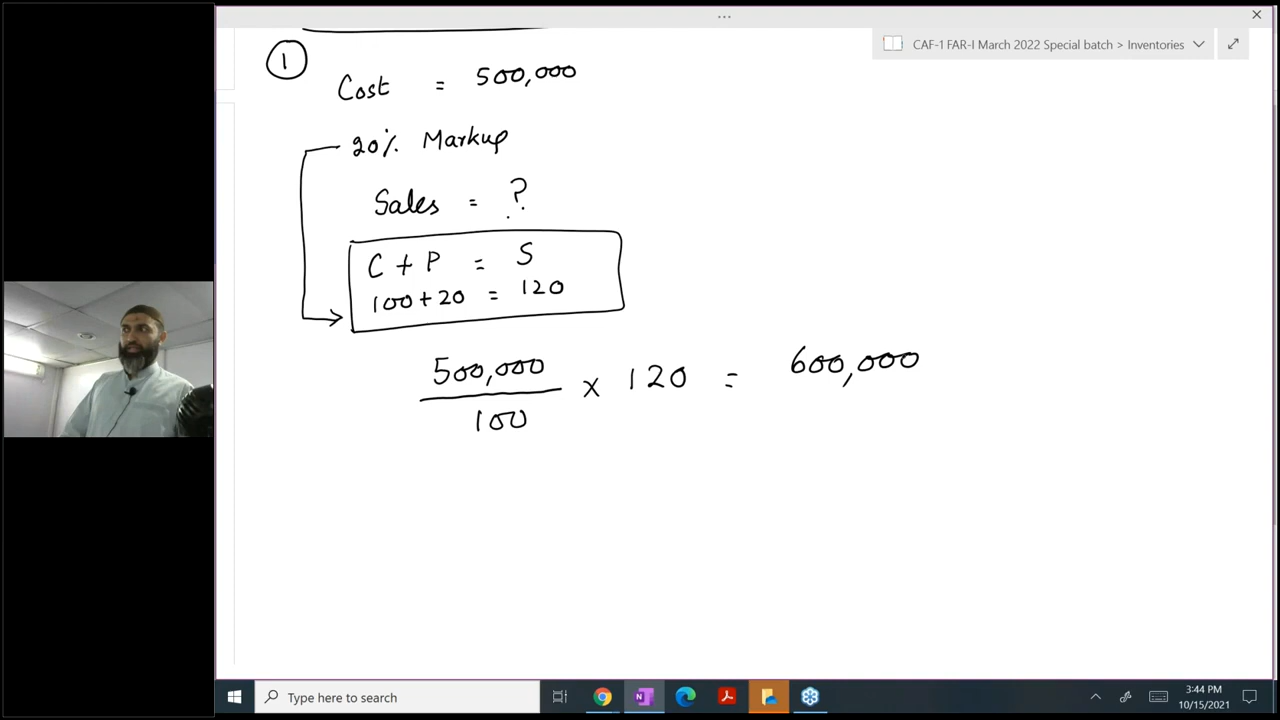 CAF-1 FAR-I March 2022 Special batch > Inventories
1
Cost = 500,000
20% Markup
Sales = ?
C + P = S
100 + 20 = 120
500,000
100
× 120 = 600,000
Type here to search
3:44 PM
10/15/2021